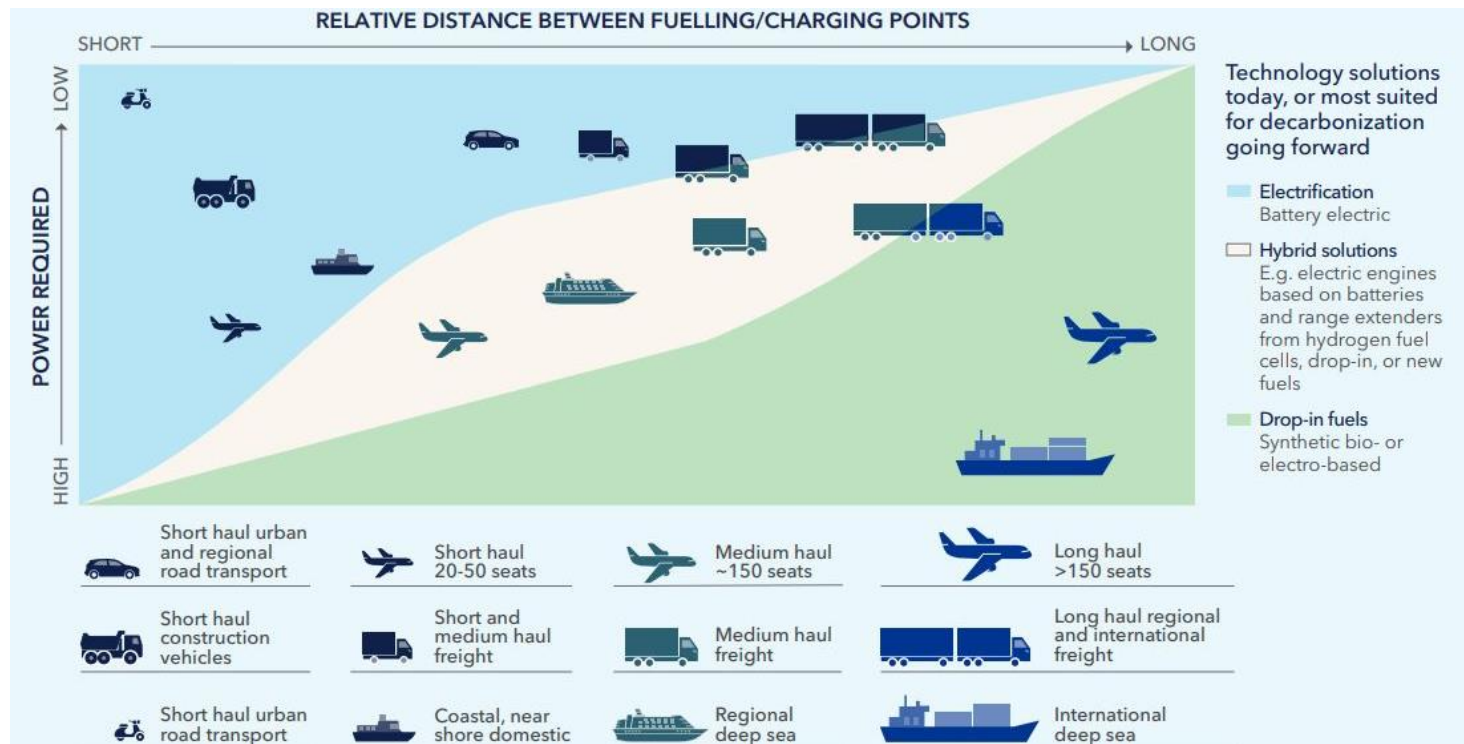 RELATIVE DISTANCE BETWEEN FUELLING/CHARGING POINTS
SHORT
LONG
LOW
POWER REQUIRED
HIGH
Technology solutions
today, or most suited
for decarbonization
going forward
Electrification
Battery electric
Hybrid solutions
E.g. electric engines
based on batteries
and range extenders
from hydrogen fuel
cells, drop-in, or new
fuels
Drop-in fuels
Synthetic bio- or
electro-based
Short haul urban
and regional
road transport
Short haul
20-50 seats
Medium haul
~150 seats
Long haul
>150 seats
Short haul
construction
vehicles
Short and
medium haul
freight
Medium haul
freight
Long haul regional
and international
freight
Short haul urban
road transport
Coastal, near
shore domestic
Regional
deep sea
International
deep sea